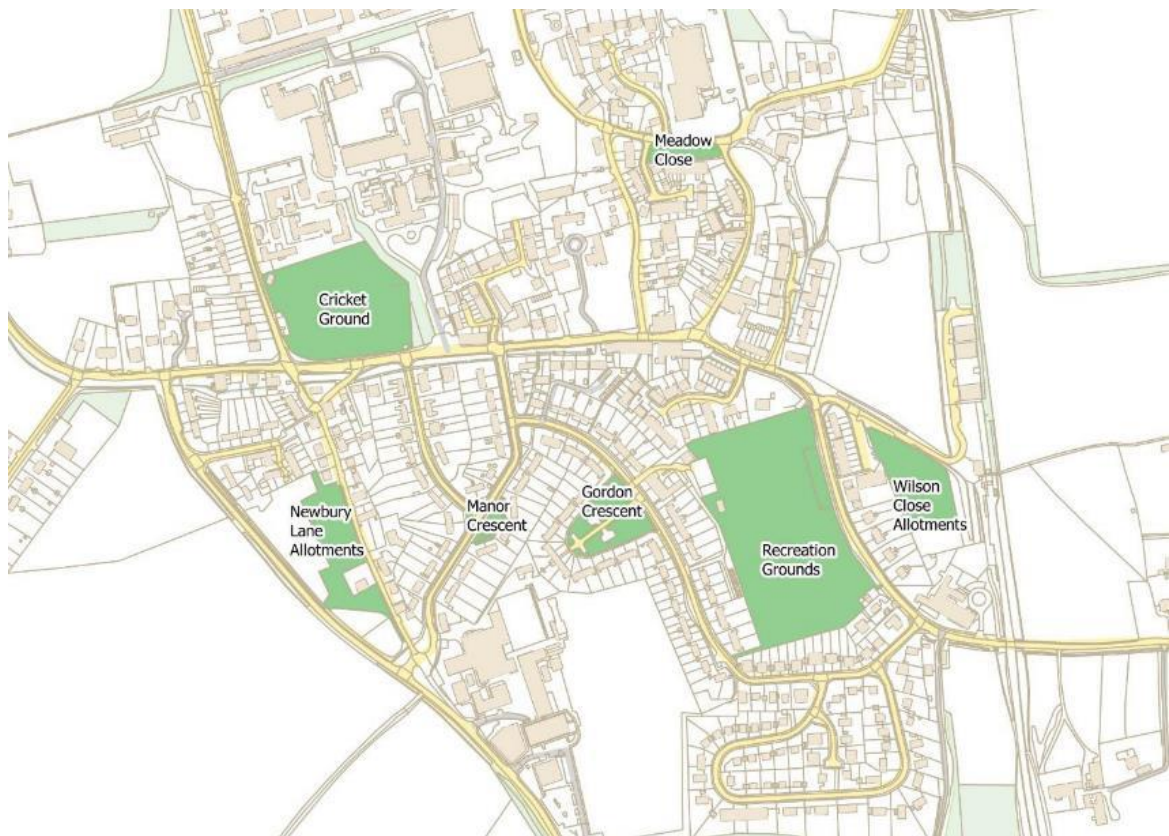 Meadow
Close
Cricket
Ground
Newbury
Lane
Allotments
Manor
Crescent
Gordon
Crescent
Wilson
Close
Allotments
Recreation
Grounds